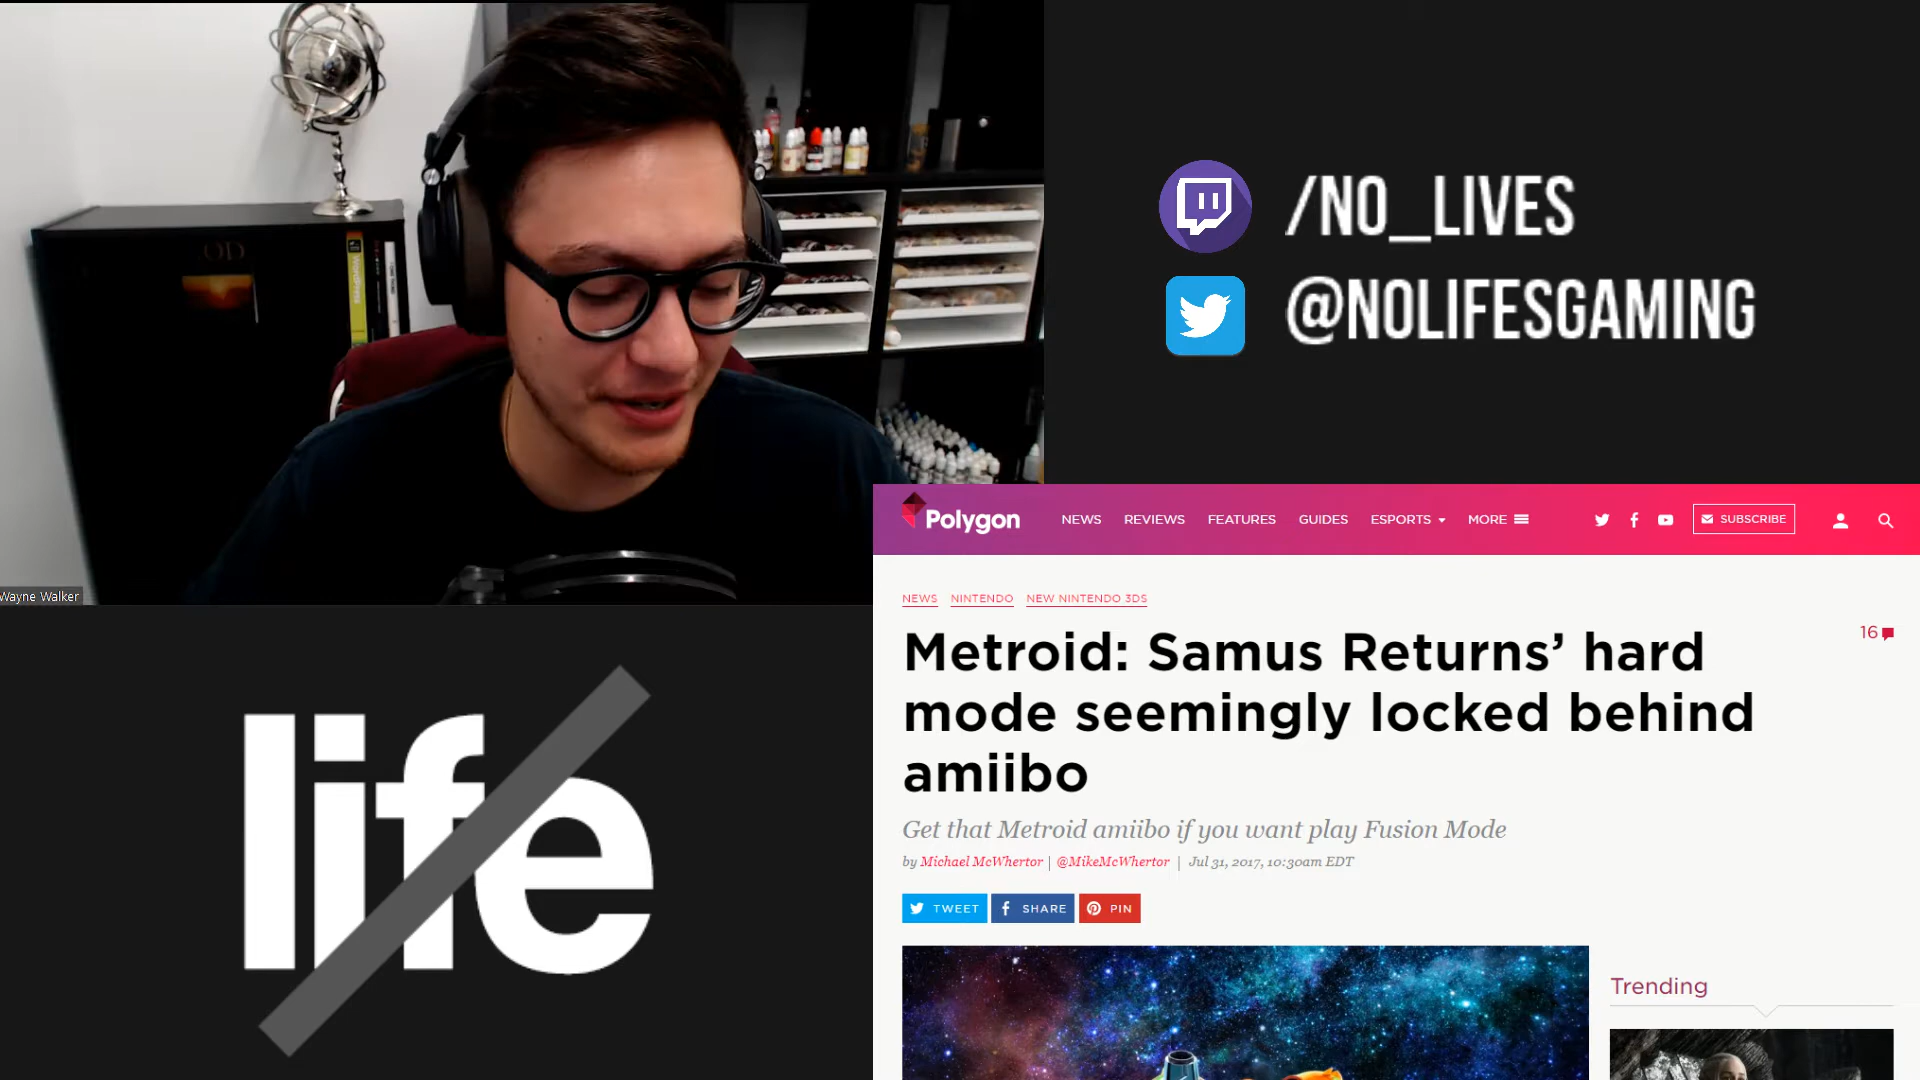 /NO_LIVES
@NOLIFESGAMING
WordPress
Wayne Walker
life
Polygon
NEWS REVIEWS FEATURES GUIDES ESPORTS MORE SUBSCRIBE
NEWS NINTENDO NEW NINTENDO 3DS
16
Metroid: Samus Returns’ hard
mode seemingly locked behind
amiibo
Get that Metroid amiibo if you want play Fusion Mode
by Michael McWhertor | @MikeMcWhertor | Jul 31, 2017, 10:30am EDT
TWEET SHARE PIN
Trending